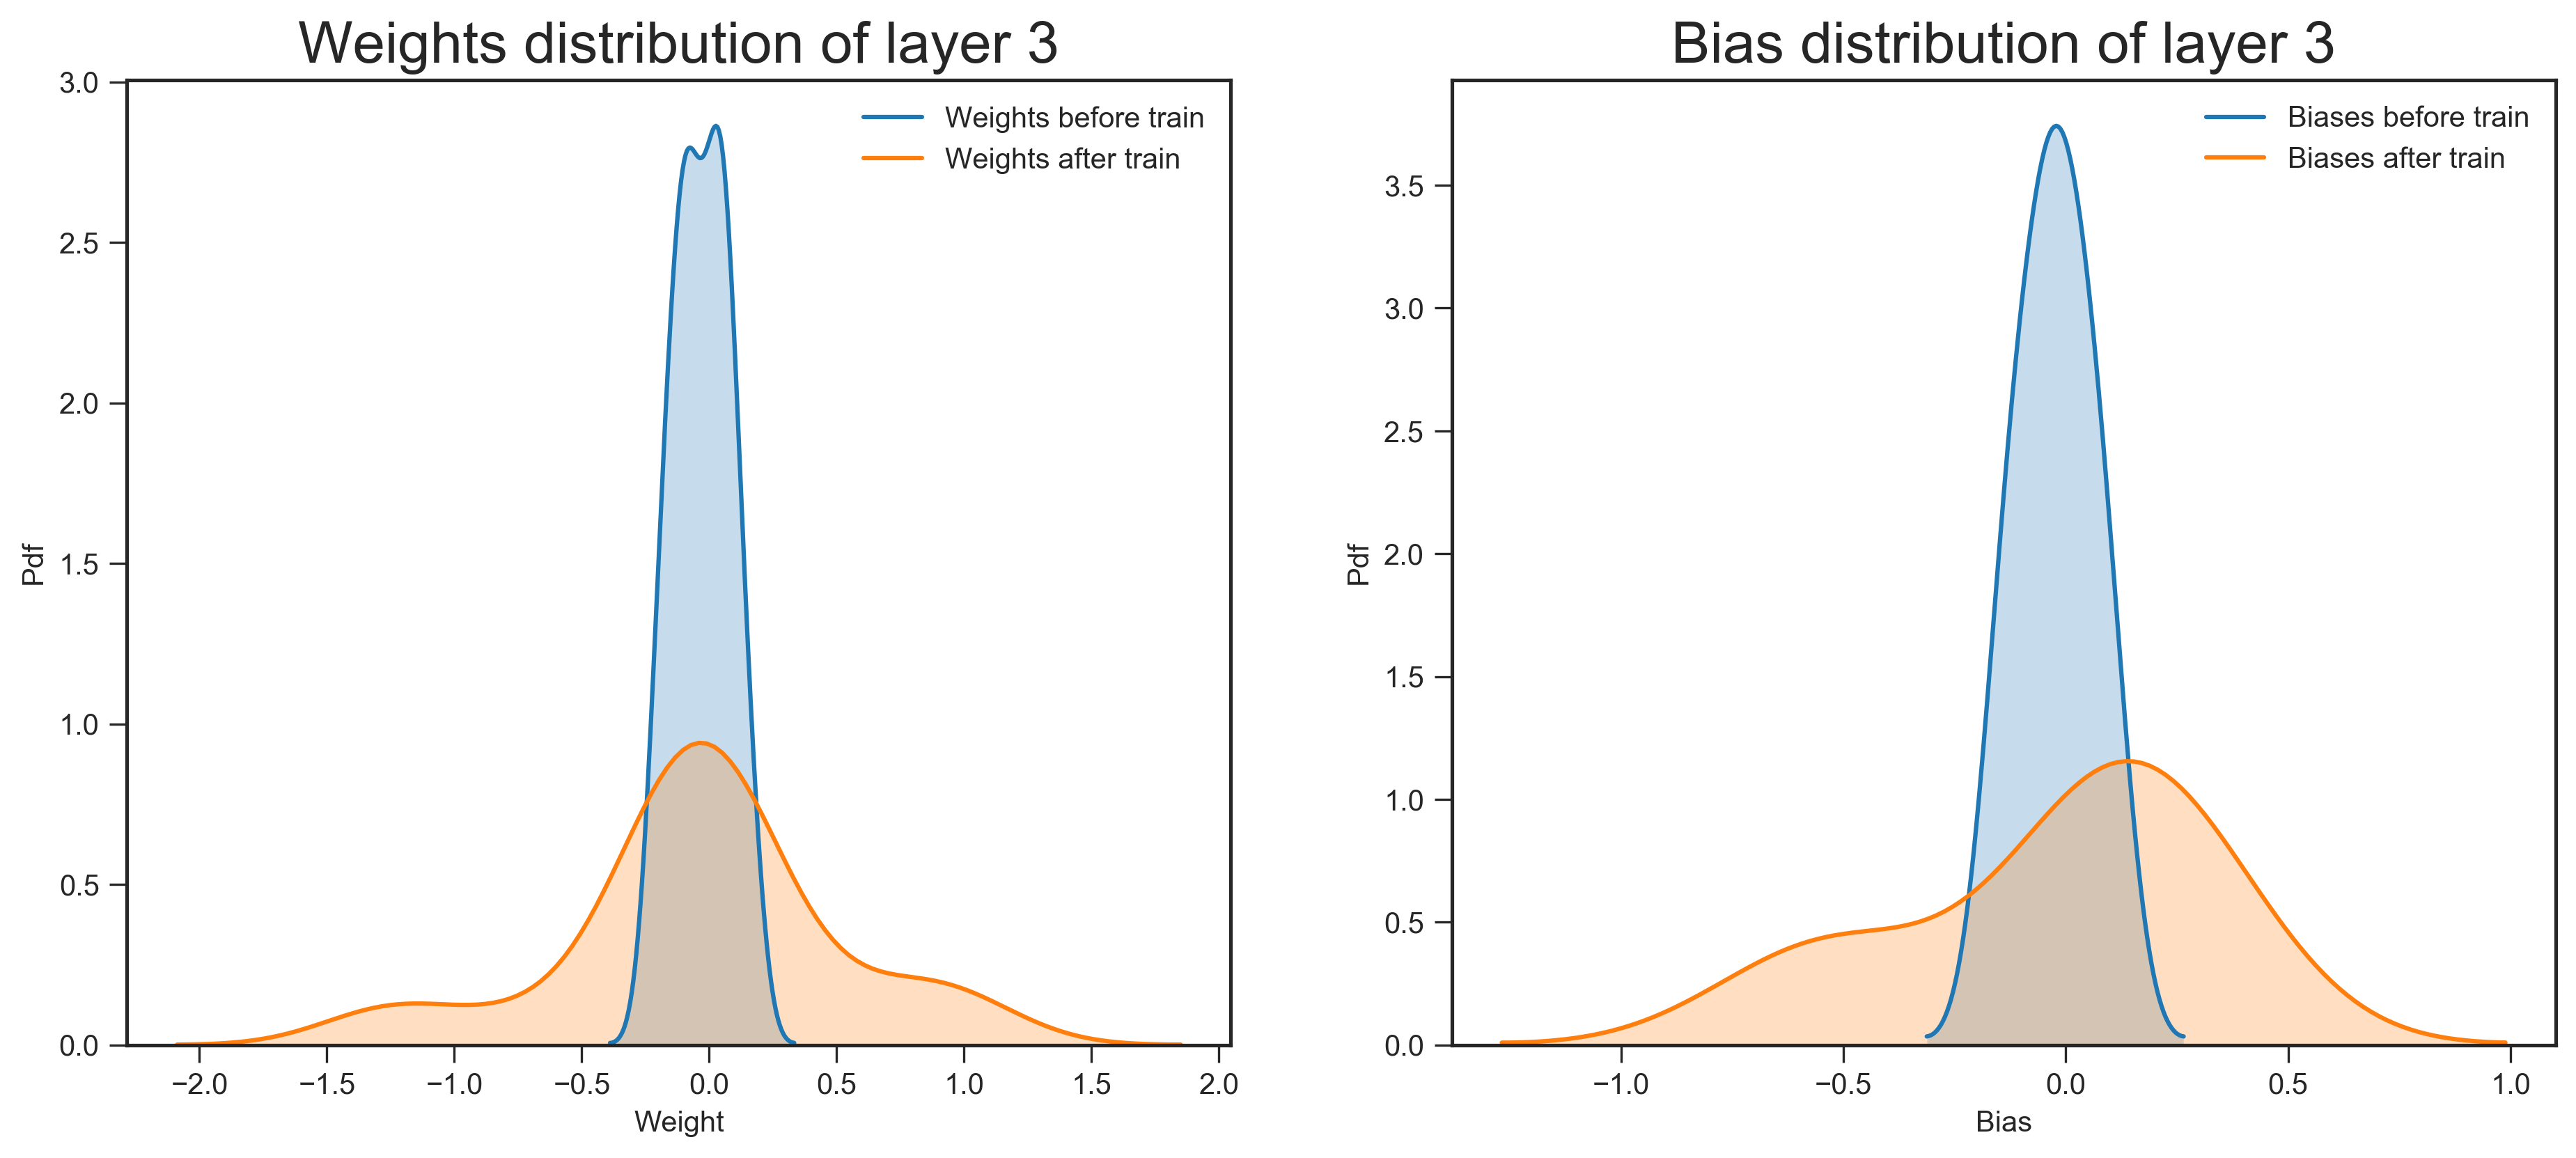 Weights distribution of layer 3
3.0
2.5
2.0
1.5
1.0
0.5
0.0
Pdf
Weights before train
Weights after train
−2.0 −1.5 −1.0 −0.5 0.0 0.5 1.0 1.5 2.0
Weight
Bias distribution of layer 3
3.5
3.0
2.5
2.0
1.5
1.0
0.5
0.0
Pdf
Biases before train
Biases after train
−1.0 −0.5 0.0 0.5 1.0
Bias